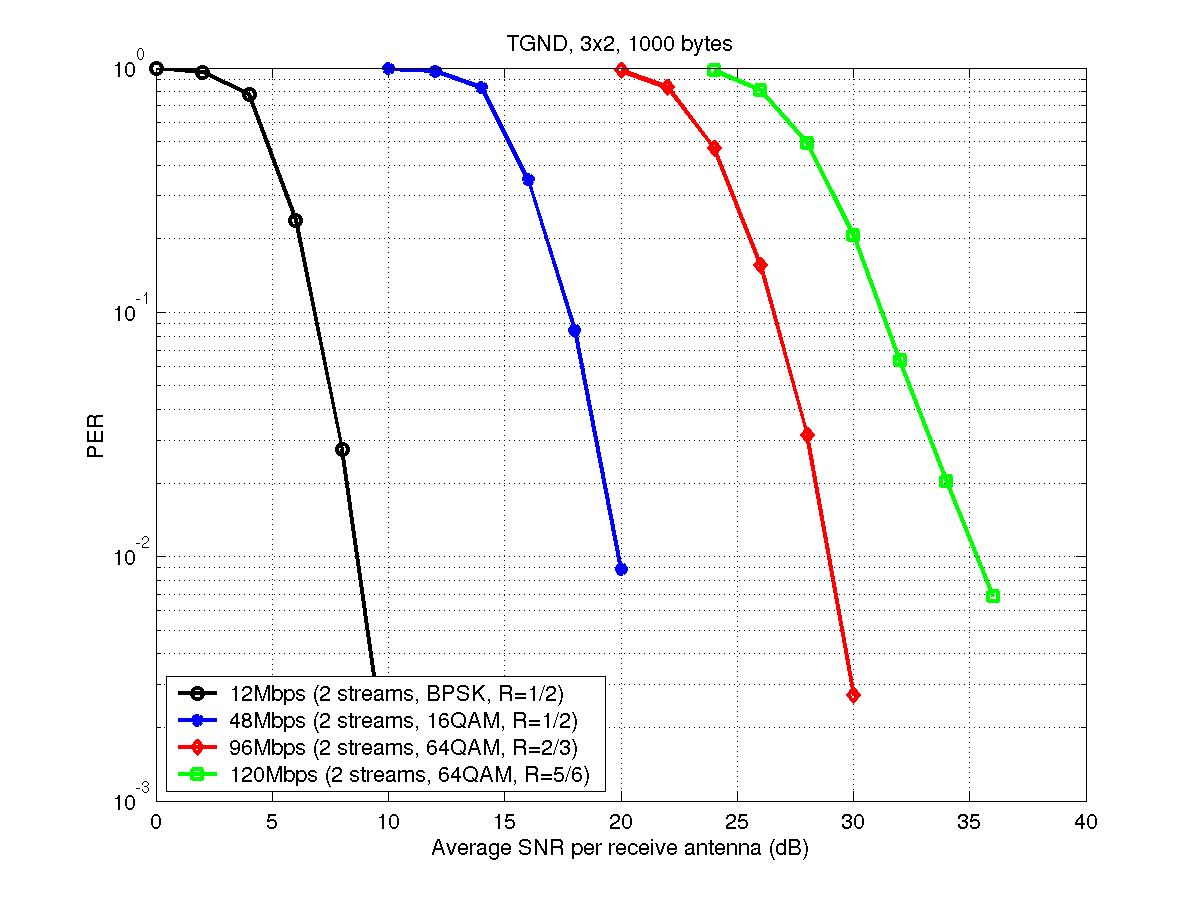 TGND, 3x2, 1000 bytes
10^0
10^-1
10^-2
10^-3
PER
12Mbps (2 streams, BPSK, R=1/2)
48Mbps (2 streams, 16QAM, R=1/2)
96Mbps (2 streams, 64QAM, R=2/3)
120Mbps (2 streams, 64QAM, R=5/6)
0 5 10 15 20 25 30 35 40
Average SNR per receive antenna (dB)